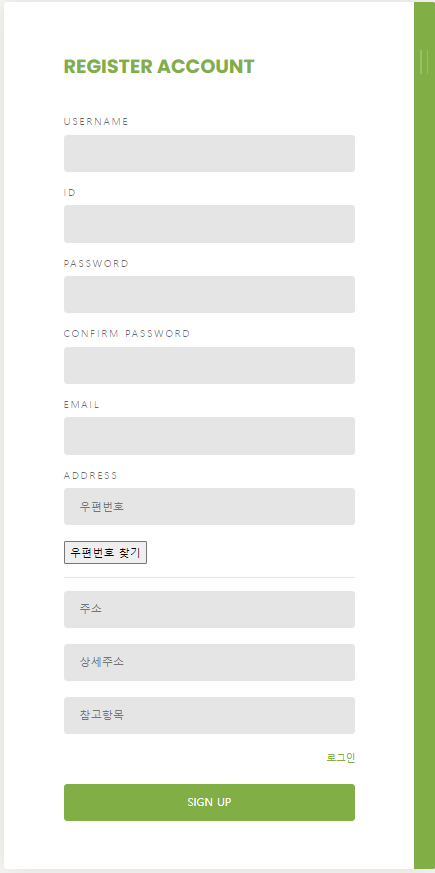 REGISTER ACCOUNT
USERNAME
ID
PASSWORD
CONFIRM PASSWORD
EMAIL
ADDRESS
우편번호
우편번호 찾기
주소
상세주소
참고항목
로그인
SIGN UP